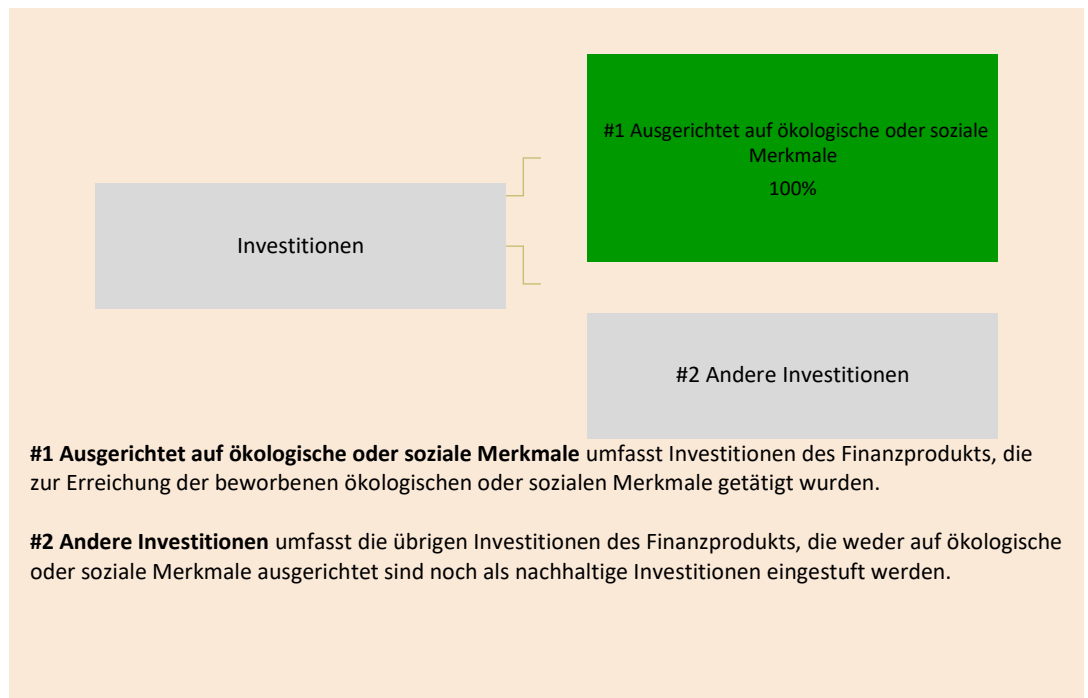 #1 Ausgerichtet auf ökologische oder soziale
Merkmale
100%
Investitionen
#2 Andere Investitionen
#1 Ausgerichtet auf ökologische oder soziale Merkmale umfasst Investitionen des Finanzprodukts, die
zur Erreichung der beworbenen ökologischen oder sozialen Merkmale getätigt wurden.
#2 Andere Investitionen umfasst die übrigen Investitionen des Finanzprodukts, die weder auf ökologische
oder soziale Merkmale ausgerichtet sind noch als nachhaltige Investitionen eingestuft werden.